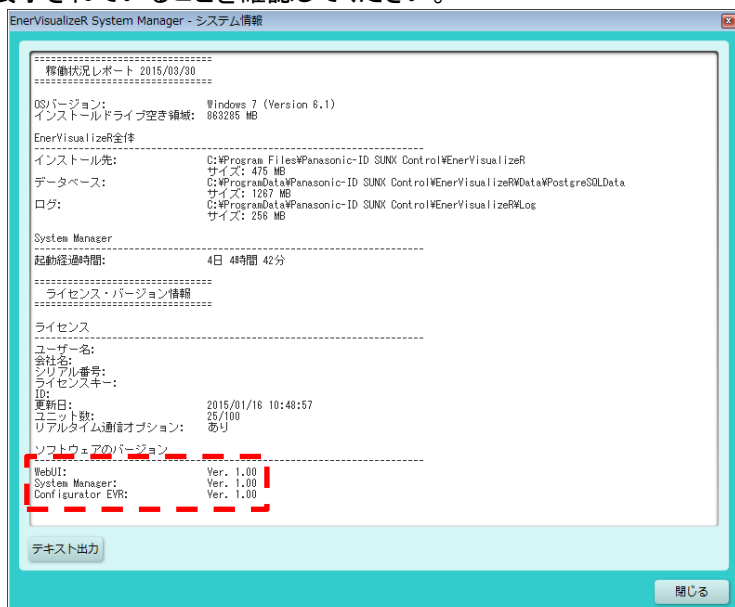 表示されていることを確認してください。
EnerVisualizeR System Manager - システム情報
================================
稼働状況レポート 2015/03/30
================================
OSバージョン: Windows 7 (Version 6.1)
インストールドライブ空き領域: 863285 MB
EnerVisualizeR全体
----------------------------------------------------------------------
インストール先: C:¥Program Files¥Panasonic-ID SUNX Control¥EnerVisualizeR
サイズ: 475 MB
データベース: C:¥ProgramData¥Panasonic-ID SUNX Control¥EnerVisualizeR¥Data¥PostgreSQLData
サイズ: 1267 MB
ログ: C:¥ProgramData¥Panasonic-ID SUNX Control¥EnerVisualizeR¥Log
サイズ: 256 MB
System Manager
----------------------------------------------------------------------
起動経過時間: 4日 4時間 42分
================================
ライセンス・バージョン情報
================================
ライセンス
----------------------------------------------------------------------
ユーザー名:
会社名:
シリアル番号:
ライセンスキー:
ID:
更新日: 2015/01/16 10:48:57
ユニット数: 25/100
リアルタイム通信オプション: あり
ソフトウェアのバージョン
----------------------------------------------------------------------
WebUI: Ver. 1.00
System Manager: Ver. 1.00
Configurator EVR: Ver. 1.00
テキスト出力
閉じる